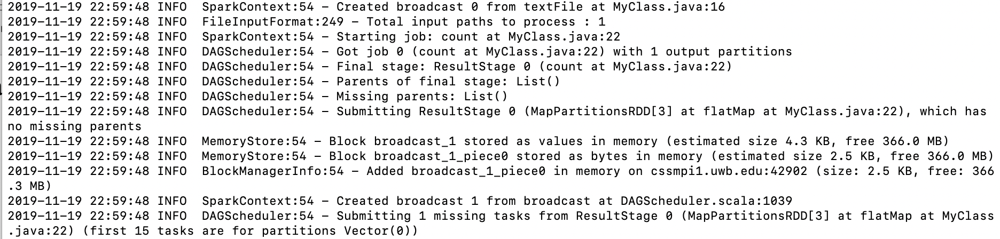 2019-11-19 22:59:48 INFO  SparkContext:54 - Created broadcast 0 from textFile at MyClass.java:16
2019-11-19 22:59:48 INFO  FileInputFormat:249 - Total input paths to process : 1
2019-11-19 22:59:48 INFO  SparkContext:54 - Starting job: count at MyClass.java:22
2019-11-19 22:59:48 INFO  DAGScheduler:54 - Got job 0 (count at MyClass.java:22) with 1 output partitions
2019-11-19 22:59:48 INFO  DAGScheduler:54 - Final stage: ResultStage 0 (count at MyClass.java:22)
2019-11-19 22:59:48 INFO  DAGScheduler:54 - Parents of final stage: List()
2019-11-19 22:59:48 INFO  DAGScheduler:54 - Missing parents: List()
2019-11-19 22:59:48 INFO  DAGScheduler:54 - Submitting ResultStage 0 (MapPartitionsRDD[3] at flatMap at MyClass.java:22), which has
no missing parents
2019-11-19 22:59:48 INFO  MemoryStore:54 - Block broadcast_1 stored as values in memory (estimated size 4.3 KB, free 366.0 MB)
2019-11-19 22:59:48 INFO  MemoryStore:54 - Block broadcast_1_piece0 stored as bytes in memory (estimated size 2.5 KB, free 366.0 MB)
2019-11-19 22:59:48 INFO  BlockManagerInfo:54 - Added broadcast_1_piece0 in memory on cssmpi1.uwb.edu:42902 (size: 2.5 KB, free: 366
.3 MB)
2019-11-19 22:59:48 INFO  SparkContext:54 - Created broadcast 1 from broadcast at DAGScheduler.scala:1039
2019-11-19 22:59:48 INFO  DAGScheduler:54 - Submitting 1 missing tasks from ResultStage 0 (MapPartitionsRDD[3] at flatMap at MyClass
.java:22) (first 15 tasks are for partitions Vector(0))